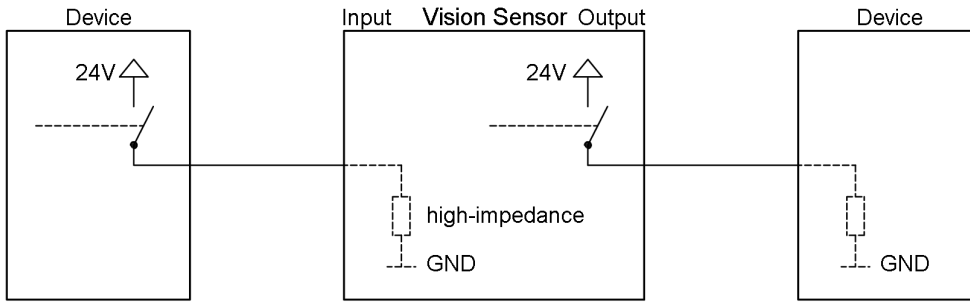 Device
Input Vision Sensor Output
Device
24V
24V
high-impedance
GND
GND